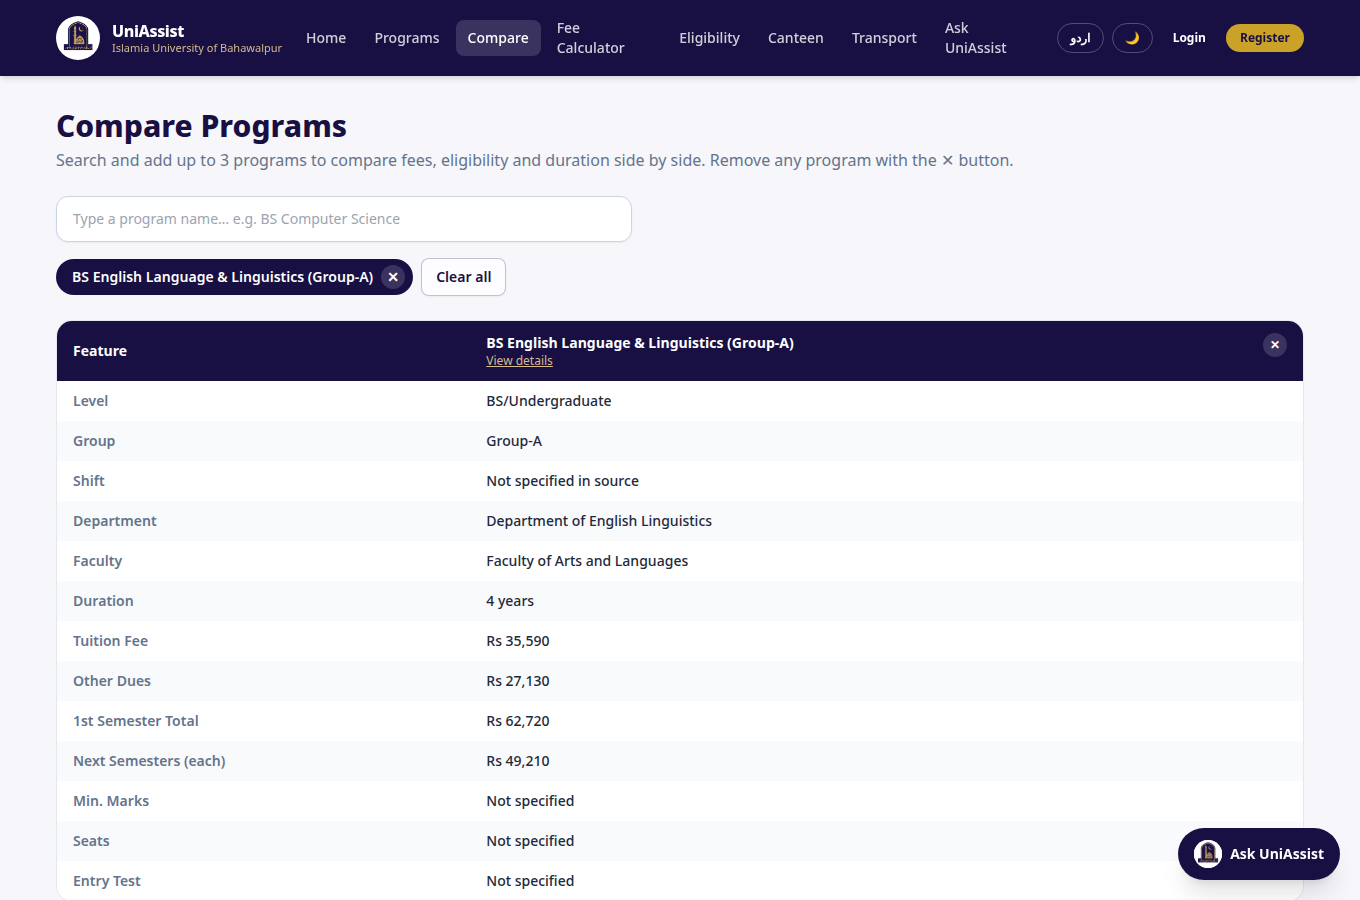 UniAssist
Islamia University of Bahawalpur
Home
Programs
Compare
Fee
Calculator
Eligibility
Canteen
Transport
Ask
UniAssist
اردو
Login
Register
Compare Programs
Search and add up to 3 programs to compare fees, eligibility and duration side by side. Remove any program with the ✕ button.
Type a program name... e.g. BS Computer Science
BS English Language & Linguistics (Group-A) ✕
Clear all
Feature
BS English Language & Linguistics (Group-A) ✕
View details
Level BS/Undergraduate
Group Group-A
Shift Not specified in source
Department Department of English Linguistics
Faculty Faculty of Arts and Languages
Duration 4 years
Tuition Fee Rs 35,590
Other Dues Rs 27,130
1st Semester Total Rs 62,720
Next Semesters (each) Rs 49,210
Min. Marks Not specified
Seats Not specified
Entry Test Not specified
Ask UniAssist